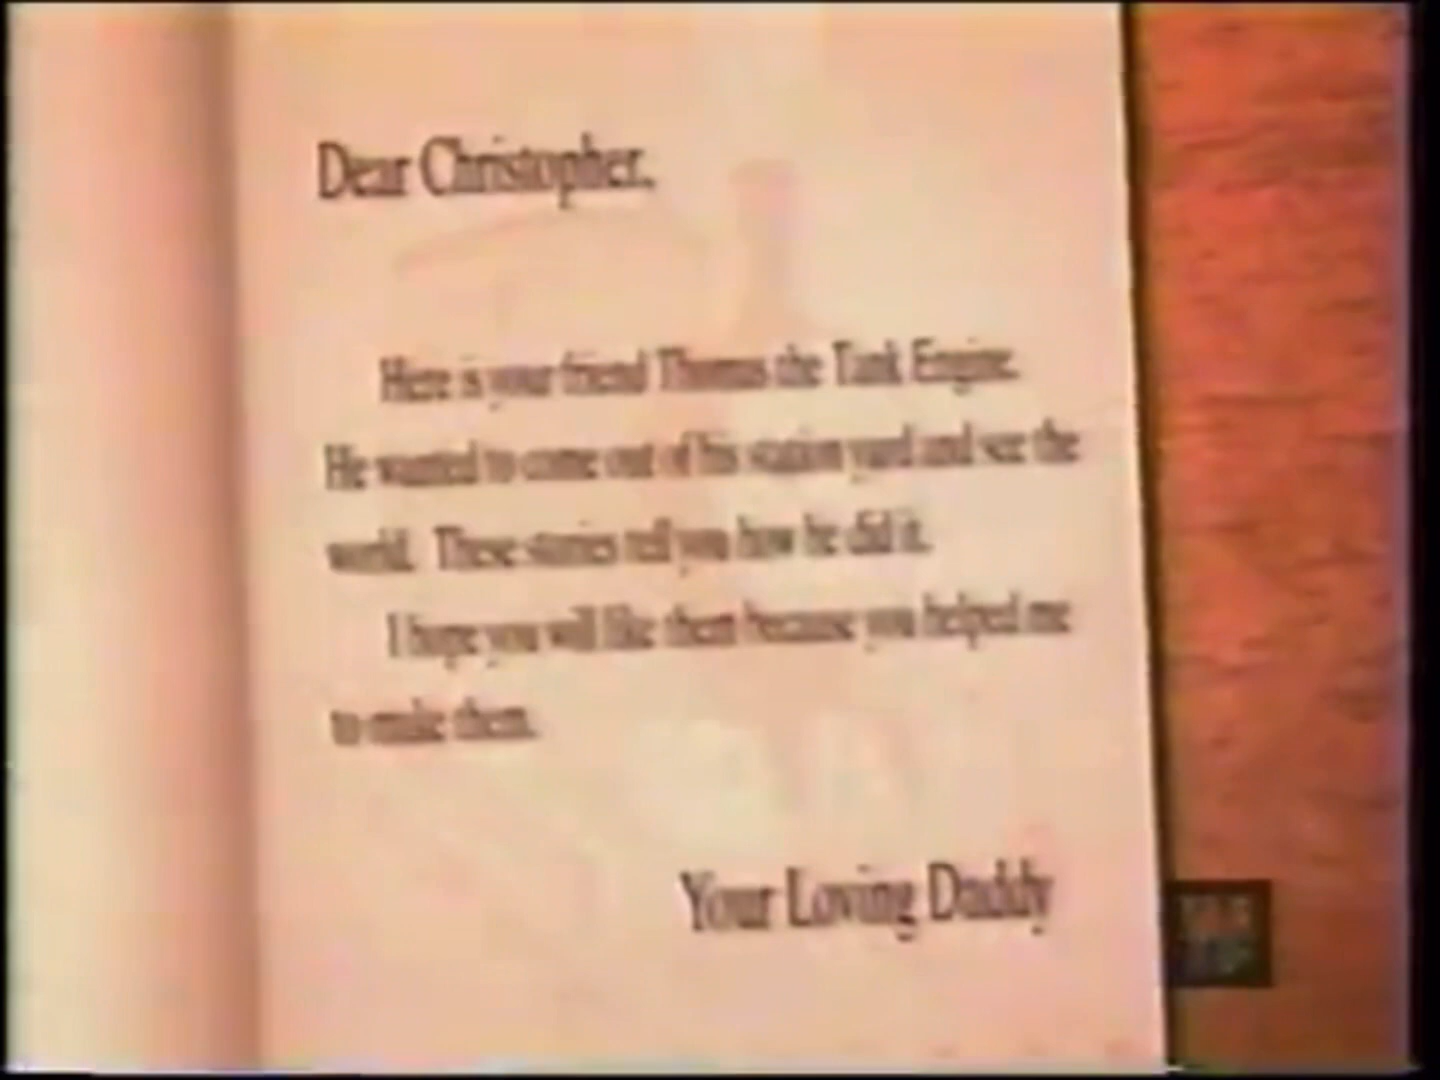 Dear Christopher,
Here is your friend Thomas the Tank Engine.
He wanted to come out of his station yard and see the
world. These stories tell you how he did it.
I hope you will like them because you helped me
to make them.
Your Loving Daddy